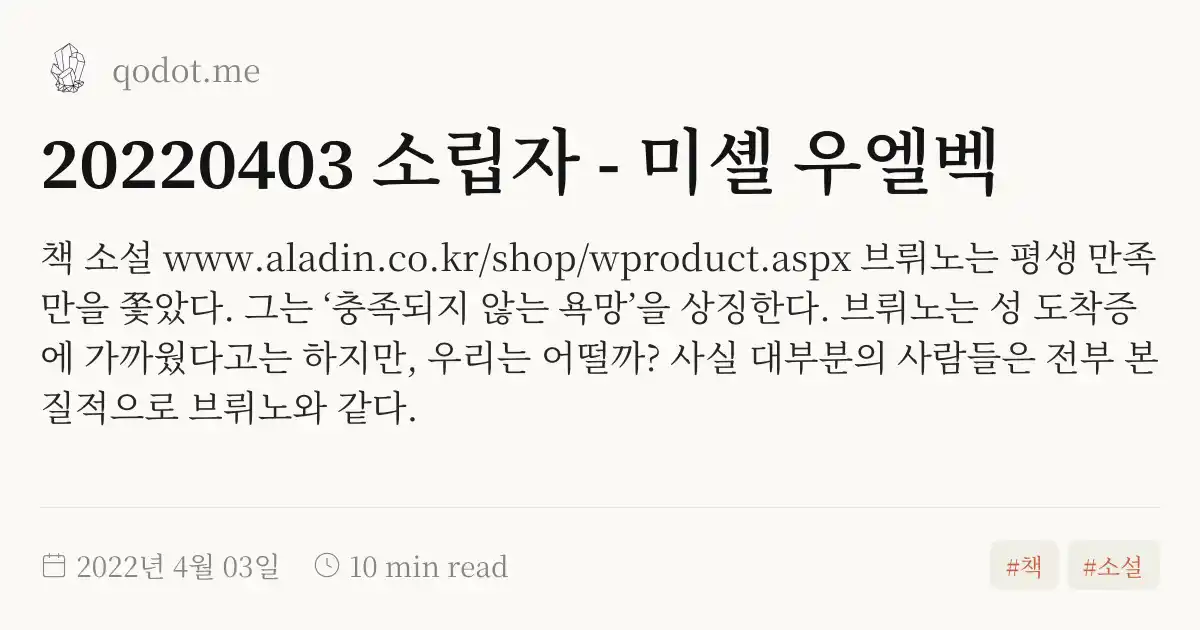 qodot.me
20220403 소립자 - 미셸 우엘벡
책 소설 www.aladin.co.kr/shop/wproduct.aspx 브뤼노는 평생 만족
만을 쫓았다. 그는 ‘충족되지 않는 욕망’을 상징한다. 브뤼노는 성 도착증
에 가까웠다고는 하지만, 우리는 어떨까? 사실 대부분의 사람들은 전부 본
질적으로 브뤼노와 같다.
2022년 4월 03일 10 min read #책 #소설